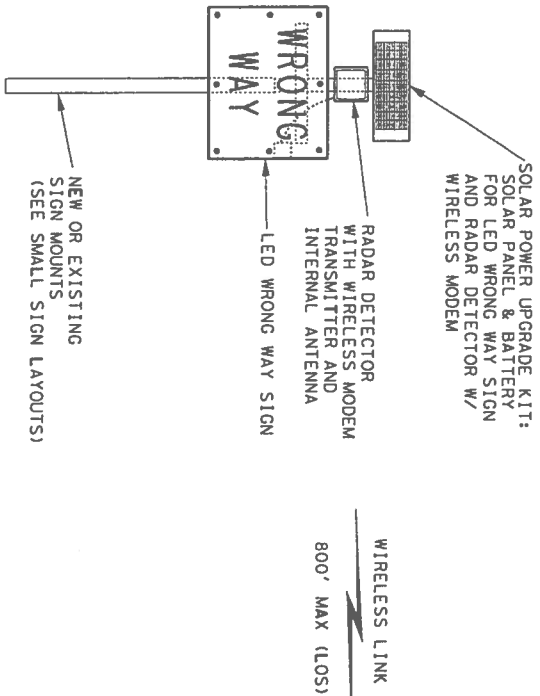 SOLAR POWER UPGRADE KIT:
SOLAR PANEL & BATTERY
FOR LED WRONG WAY SIGN
AND RADAR DETECTOR W/
WIRELESS MODEM
RADAR DETECTOR
WITH WIRELESS MODEM
TRANSMITTER AND
INTERNAL ANTENNA
WRONG
WAY
LED WRONG WAY SIGN
NEW OR EXISTING
SIGN MOUNTS
(SEE SMALL SIGN LAYOUTS)
WIRELESS LINK
800' MAX (LOS)